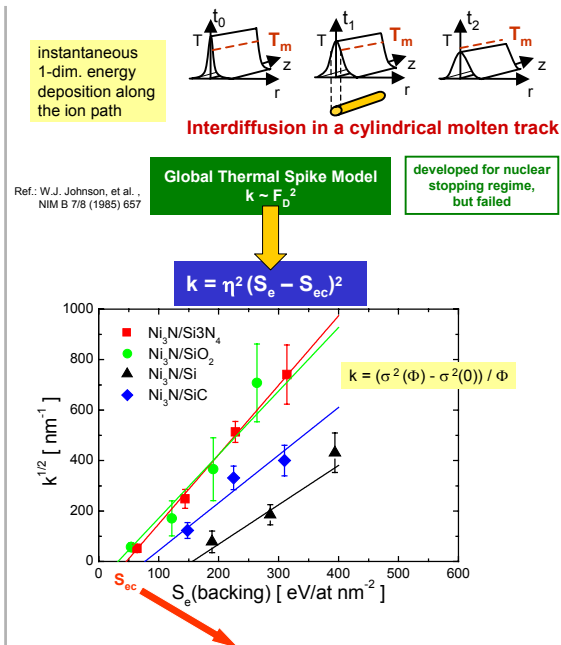 instantaneous
1-dim. energy
deposition along
the ion path
t₀
T
Tₘ
z
r
t₁
T
Tₘ
z
r
t₂
T
Tₘ
z
r
Interdiffusion in a cylindrical molten track
Ref.: W.J. Johnson, et al. ,
NIM B 7/8 (1985) 657
Global Thermal Spike Model
k ~ F_D²
developed for nuclear
stopping regime,
but failed
k = η² (Sₑ – S_ec)²
1000
800
600
400
200
0
k^1/2 [ nm⁻¹ ]
Ni₃N/Si3N₄
Ni₃N/SiO₂
Ni₃N/Si
Ni₃N/SiC
k = (σ² (Φ) - σ²(0)) / Φ
0 100 200 300 400 500 600
S_ec
Sₑ(backing) [ eV/at nm⁻² ]